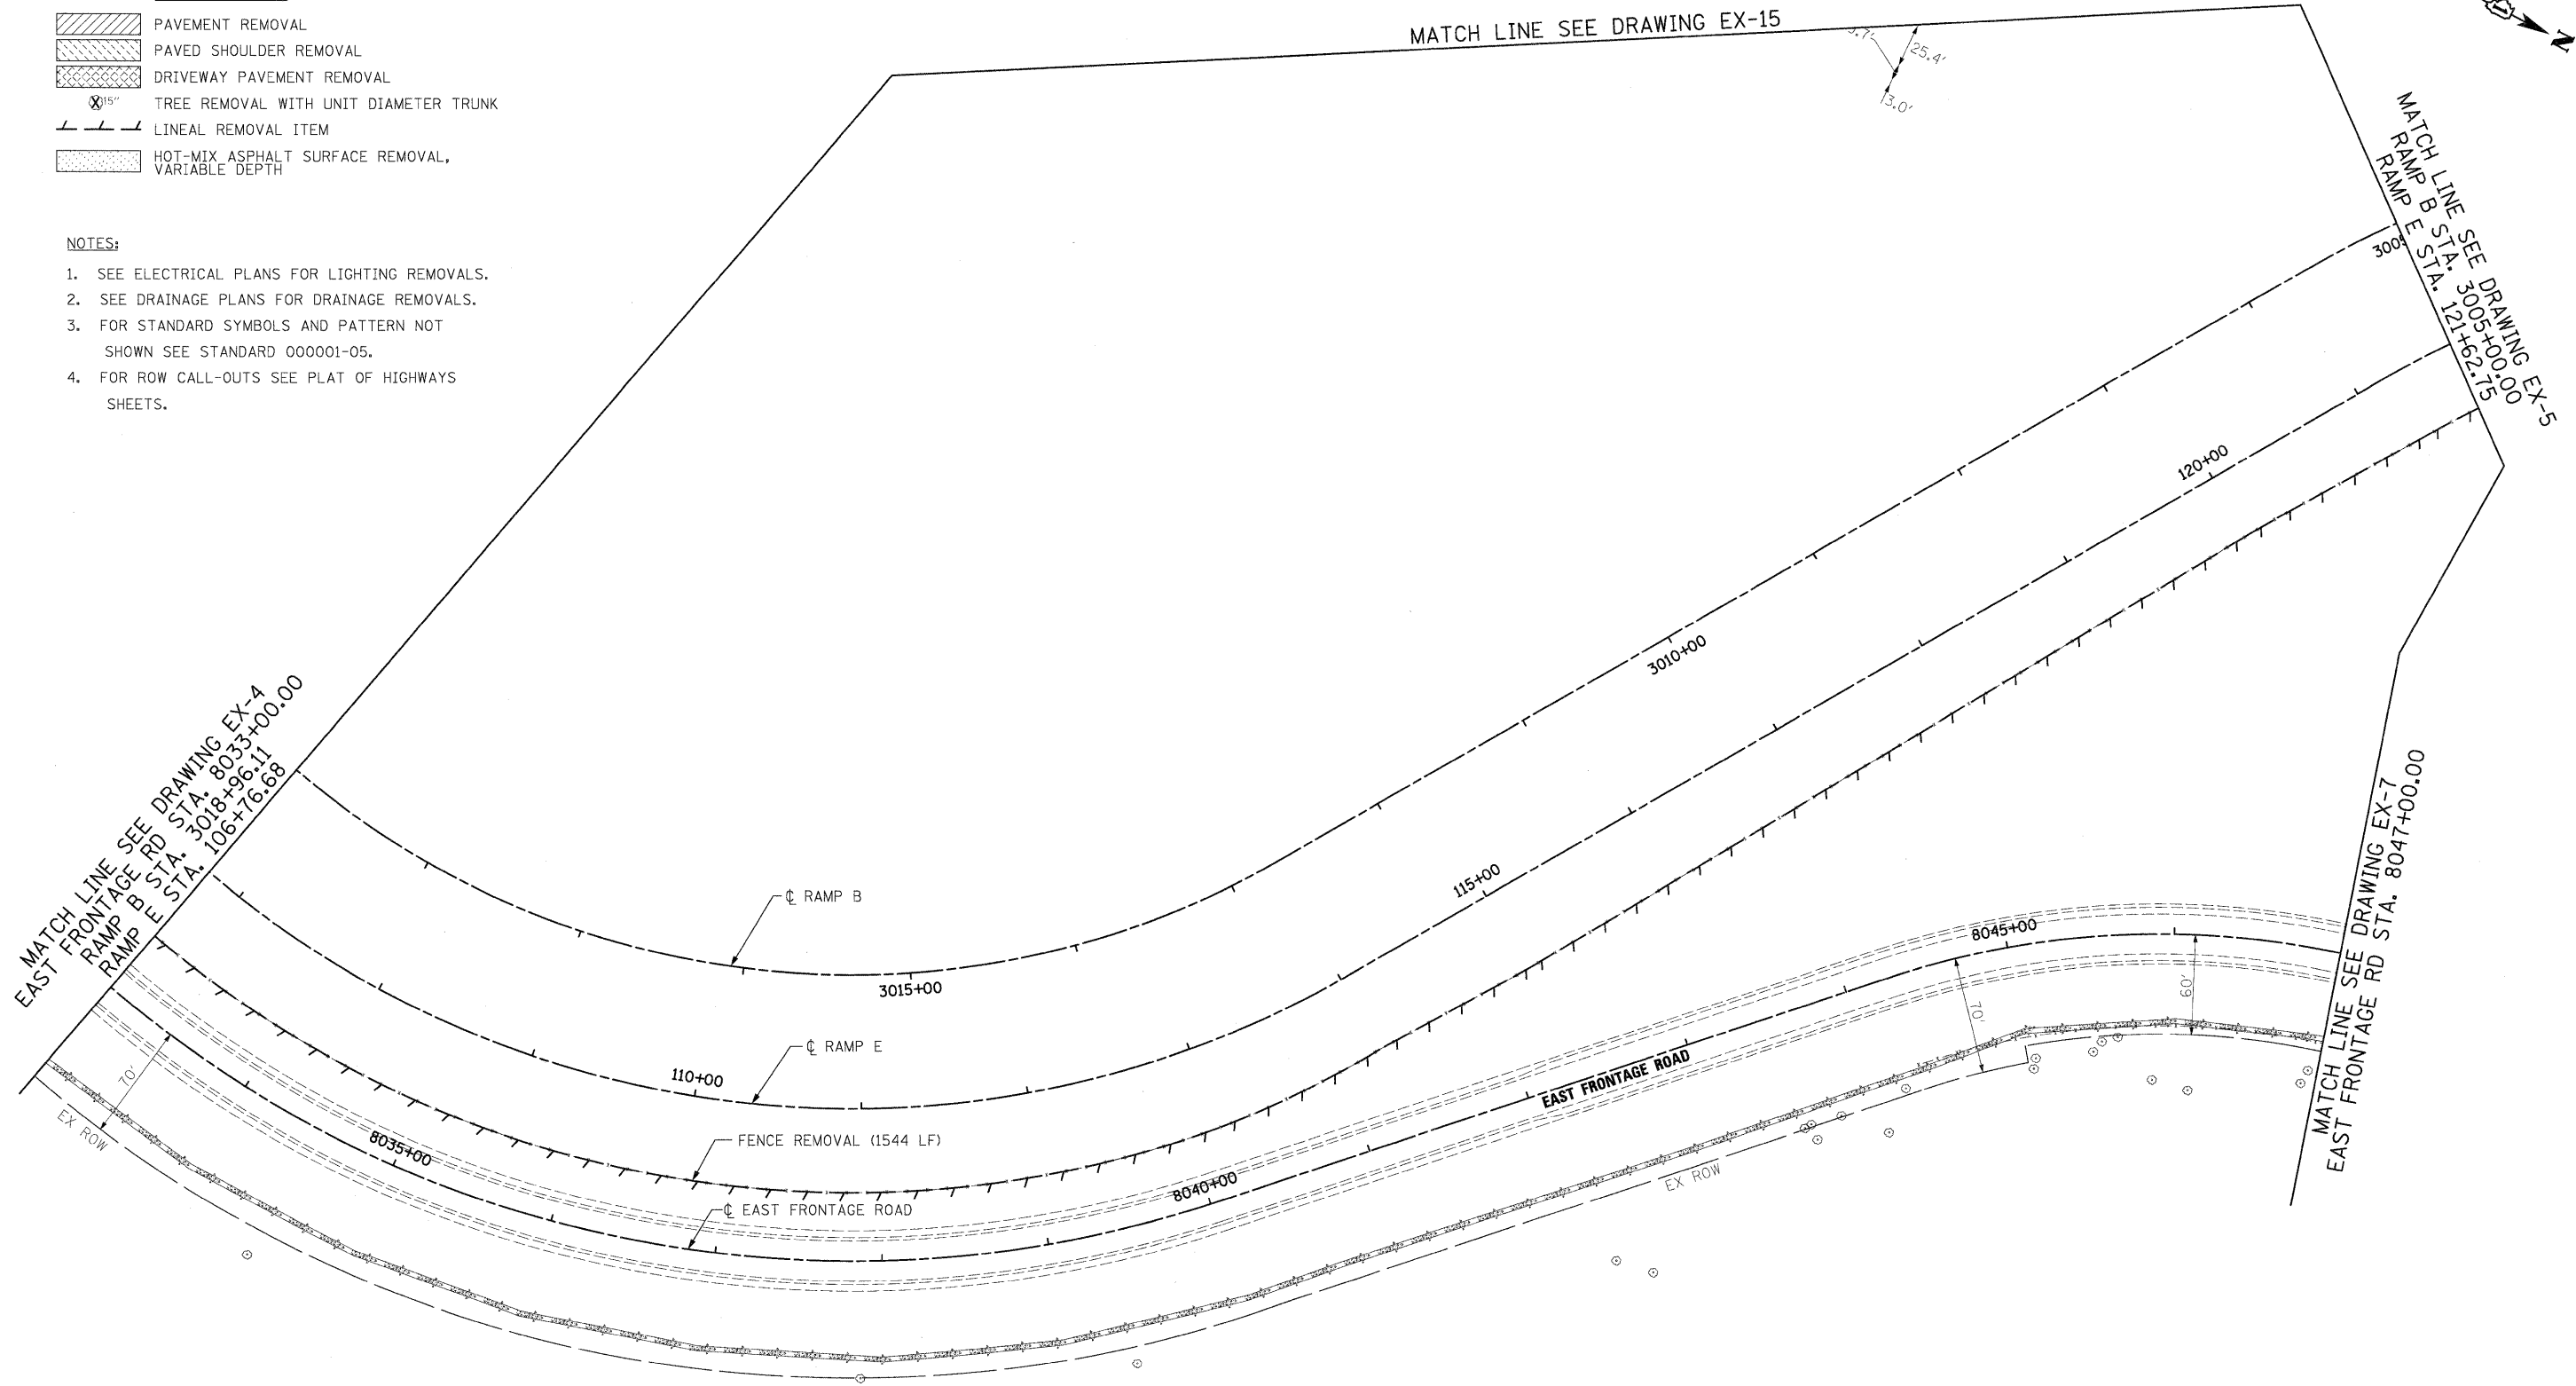 PAVEMENT REMOVAL
PAVED SHOULDER REMOVAL
DRIVEWAY PAVEMENT REMOVAL
15" TREE REMOVAL WITH UNIT DIAMETER TRUNK
LINEAL REMOVAL ITEM
HOT-MIX ASPHALT SURFACE REMOVAL,
VARIABLE DEPTH
NOTES:
1. SEE ELECTRICAL PLANS FOR LIGHTING REMOVALS.
2. SEE DRAINAGE PLANS FOR DRAINAGE REMOVALS.
3. FOR STANDARD SYMBOLS AND PATTERN NOT
SHOWN SEE STANDARD 000001-05.
4. FOR ROW CALL-OUTS SEE PLAT OF HIGHWAYS
SHEETS.
MATCH LINE SEE DRAWING EX-15
25.4'
3.0'
N
MATCH LINE SEE DRAWING EX-5
RAMP B STA. 3005+00.00
RAMP E STA. 121+62.75
3005
120+00
3010+00
115+00
MATCH LINE SEE DRAWING EX-4
EAST FRONTAGE RD STA. 8033+00.00
RAMP B STA. 3018+96.11
RAMP E STA. 106+76.68
℄ RAMP B
3015+00
℄ RAMP E
110+00
FENCE REMOVAL (1544 LF)
℄ EAST FRONTAGE ROAD
70'
EX ROW
8035+00
8040+00
EAST FRONTAGE ROAD
EX ROW
8045+00
70'
60'
MATCH LINE SEE DRAWING EX-7
EAST FRONTAGE RD STA. 8047+00.00